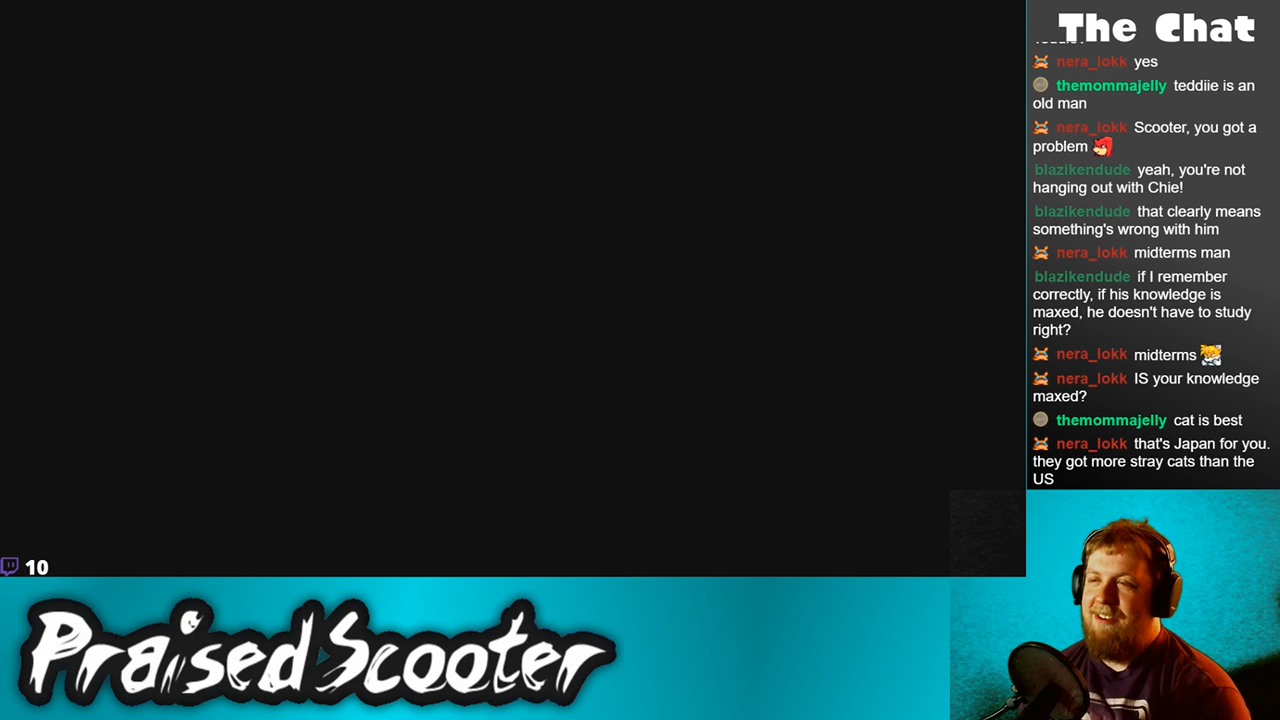 The Chat
nera_lokk yes
themommajelly teddiie is an
old man
nera_lokk Scooter, you got a
problem
blazikendude yeah, you're not
hanging out with Chie!
blazikendude that clearly means
something's wrong with him
nera_lokk midterms man
blazikendude if I remember
correctly, if his knowledge is
maxed, he doesn't have to study
right?
nera_lokk midterms
nera_lokk IS your knowledge
maxed?
themommajelly cat is best
nera_lokk that's Japan for you.
they got more stray cats than the
US
10
PraisedScooter